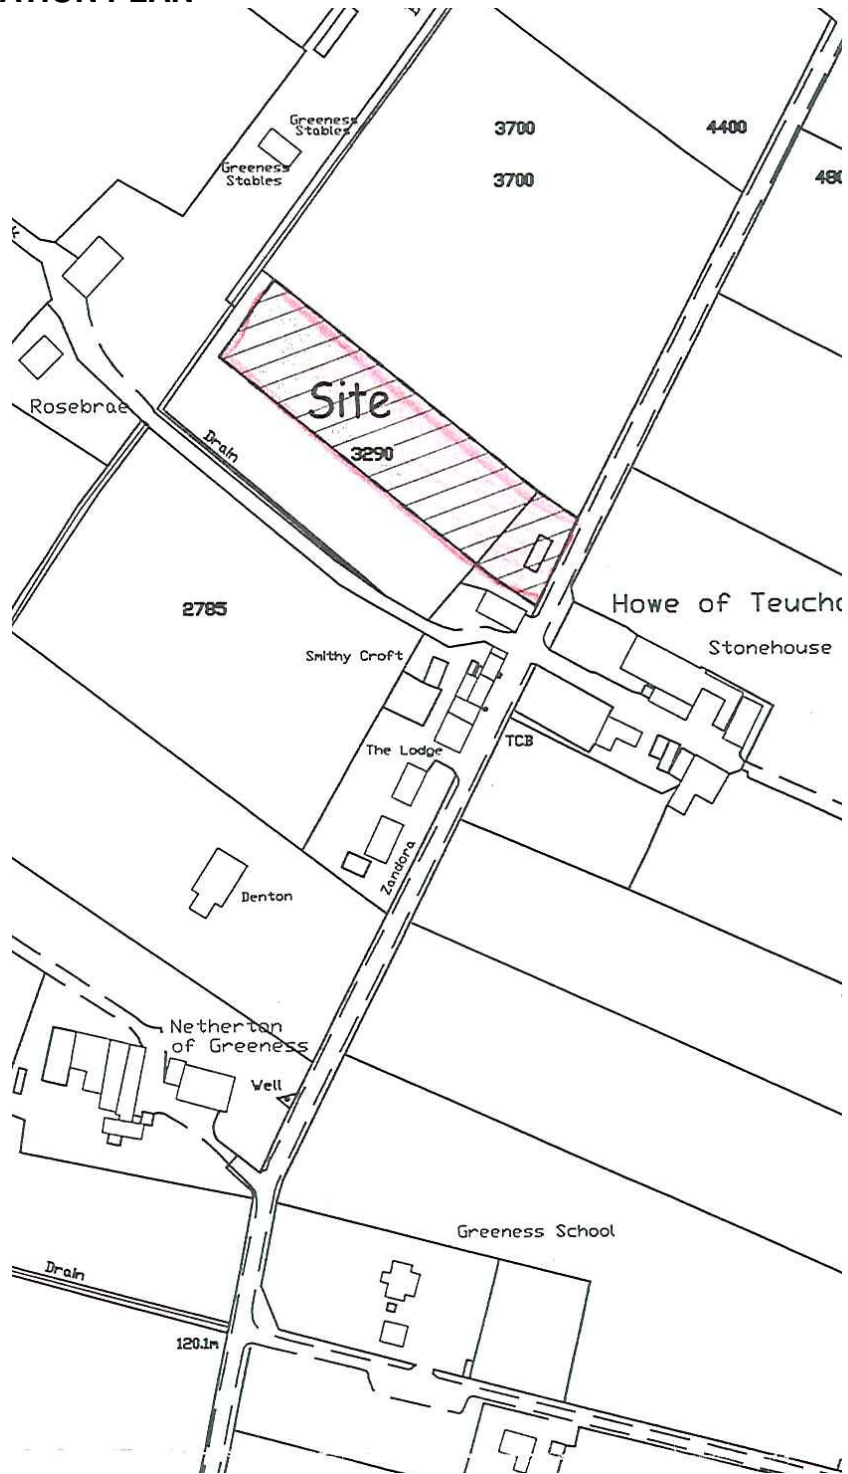 Greeness
Stables
Greeness
Stables
3700
4400
3700
Site
3290
Rosebrae
Drain
2785
Howe of
Stonehouse
Smithy Croft
The Lodge
TCB
Zandora
Denton
Netherton
of Greeness
Well
Greeness School
Drain
120.1m